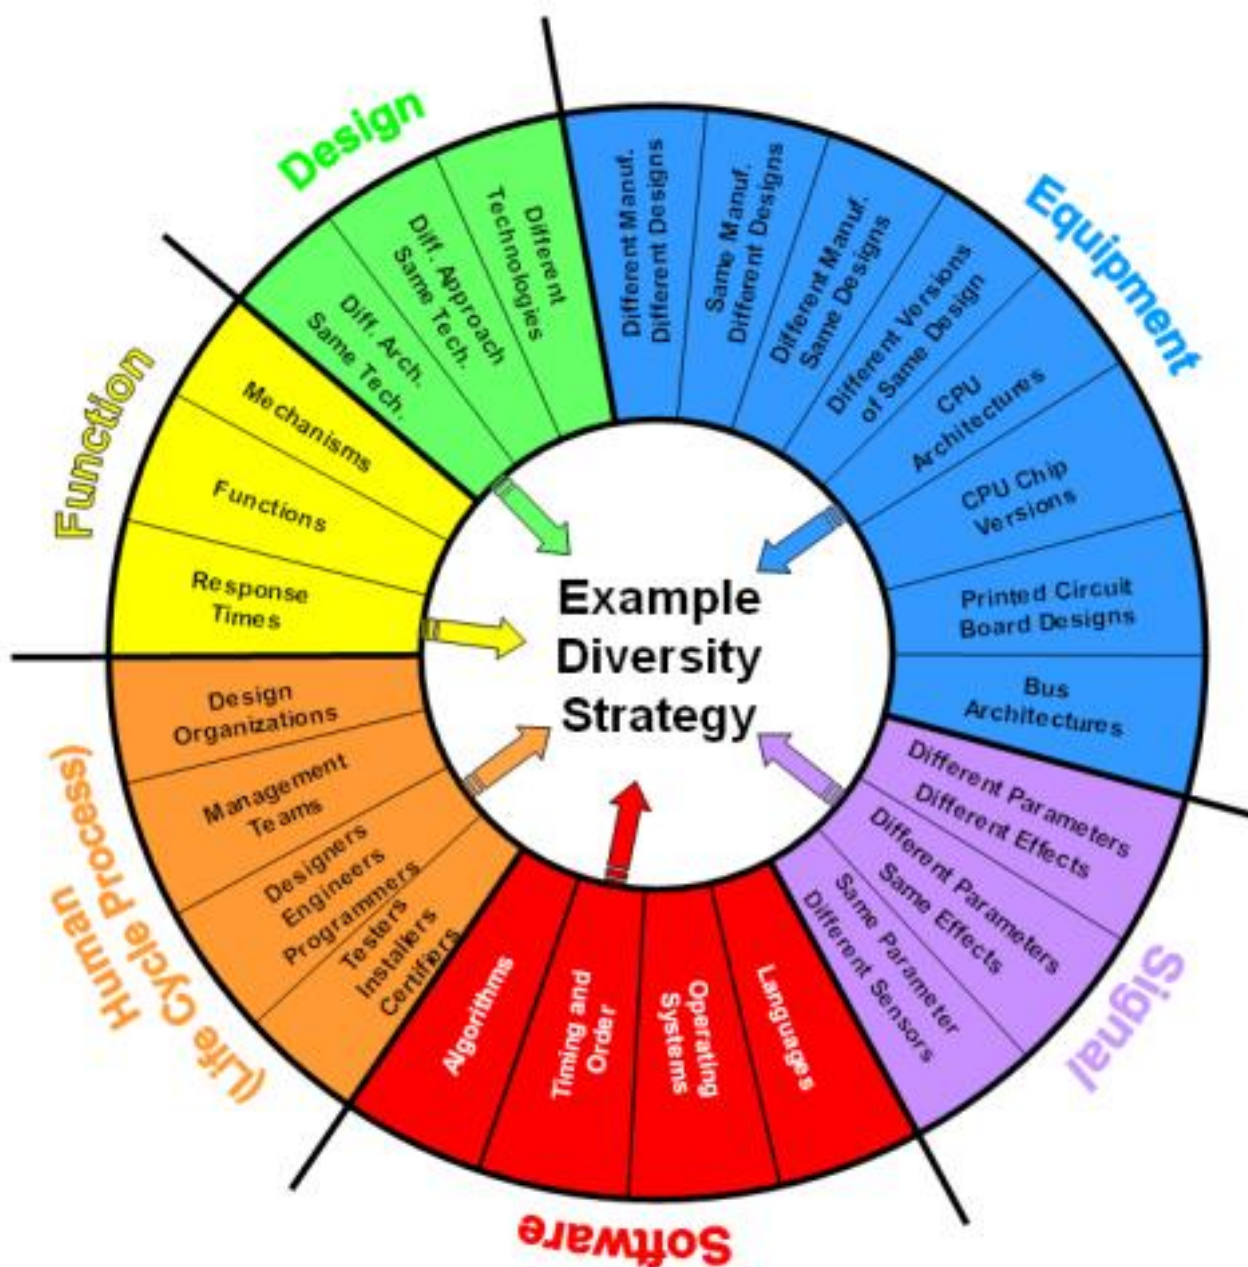 Design
Different
Technologies
Diff. Approach
Same Tech.
Diff. Arch.
Same Tech.
Equipment
Different Manuf.
Different Designs
Same Manuf.
Different Designs
Different Manuf.
Same Designs
Different Versions
of Same Design
CPU
Architectures
CPU Chip
Versions
Printed Circuit
Board Designs
Bus
Architectures
Signal
Different Parameters
Different Effects
Different Parameters
Same Effects
Same Parameter
Different Sensors
Software
Languages
Operating
Systems
Timing and
Order
Algorithms
Human
(Life Cycle Process)
Design
Organizations
Management
Teams
Designers
Engineers
Programmers
Testers
Installers
Certifiers
Function
Mechanisms
Functions
Response
Times
Example
Diversity
Strategy